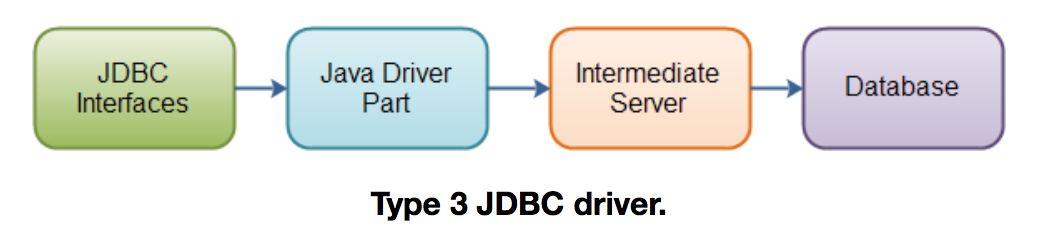 JDBC
Interfaces
Java Driver
Part
Intermediate
Server
Database
Type 3 JDBC driver.